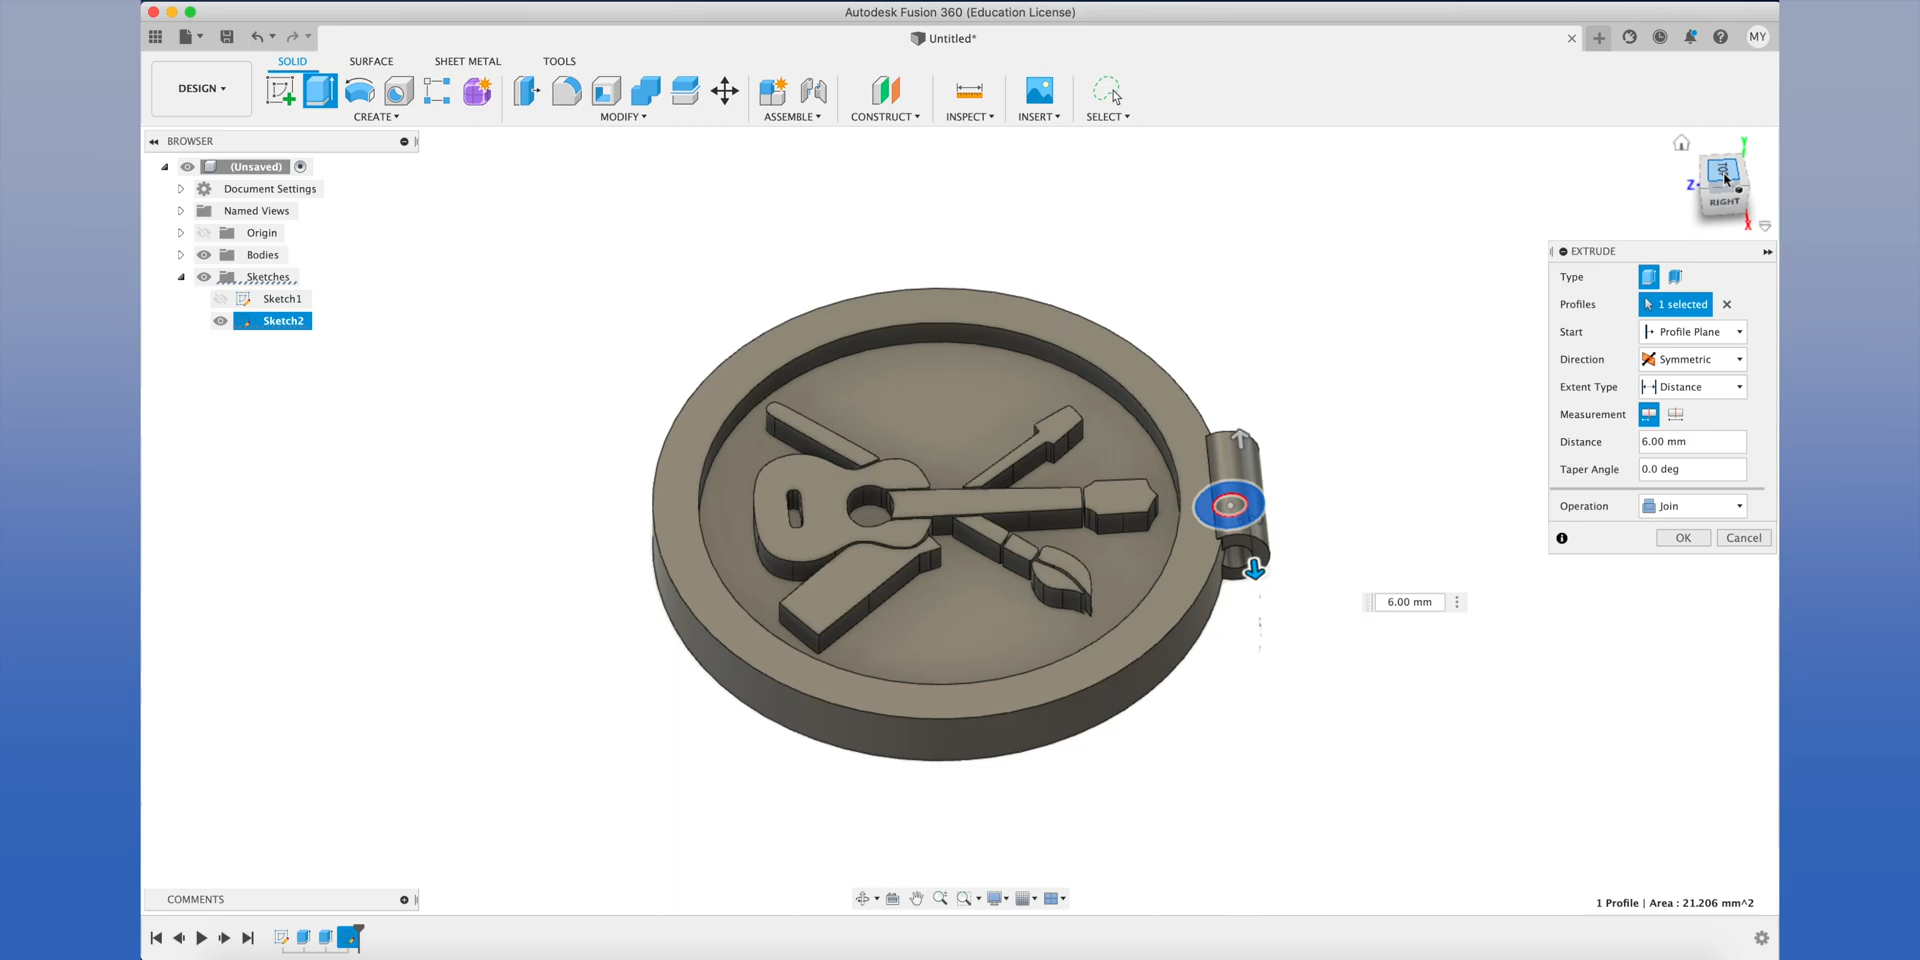 Autodesk Fusion 360 (Education License)
Untitled*
MY
SOLID SURFACE SHEET METAL TOOLS
DESIGN
CREATE MODIFY ASSEMBLE CONSTRUCT INSPECT INSERT SELECT
BROWSER
(Unsaved)
Document Settings
Named Views
Origin
Bodies
Sketches
Sketch1
Sketch2
Y
TOP
Z
RIGHT
X
EXTRUDE
Type
Profiles 1 selected
Start Profile Plane
Direction Symmetric
Extent Type Distance
Measurement
Distance 6.00 mm
Taper Angle 0.0 deg
Operation Join
OK Cancel
6.00 mm
COMMENTS
1 Profile | Area : 21.206 mm^2